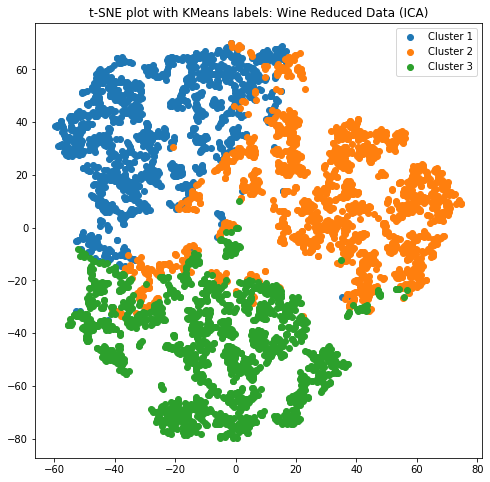 t-SNE plot with KMeans labels: Wine Reduced Data (ICA)
Cluster 1
Cluster 2
Cluster 3
60
40
20
0
−20
−40
−60
−80
−60 −40 −20 0 20 40 60 80